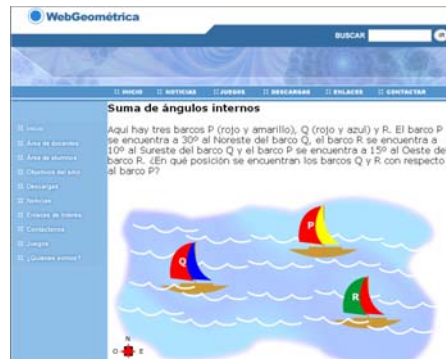 WebGeométrica
BUSCAR
IR
:: INICIO :: NOTICIAS :: JUEGOS :: DESCARGAS :: ENLACES :: CONTACTAR
Suma de ángulos internos
Aquí hay tres barcos P (rojo y amarillo), Q (rojo y azul) y R. El barco P
se encuentra a 30º al Noreste del barco Q, el barco R se encuentra a
10º al Sureste del barco Q y el barco P se encuentra a 15º al Oeste del
barco R. ¿En qué posición se encuentran los barcos Q y R con respecto
al barco P?
:: Inicio
:: Área de docentes
:: Área de alumnos
:: Objetivos del sitio
:: Descargas
:: Noticias
:: Enlaces de interés
:: Contáctenos
:: Juegos
:: ¿Quiénes somos?
P
Q
R
N
O E